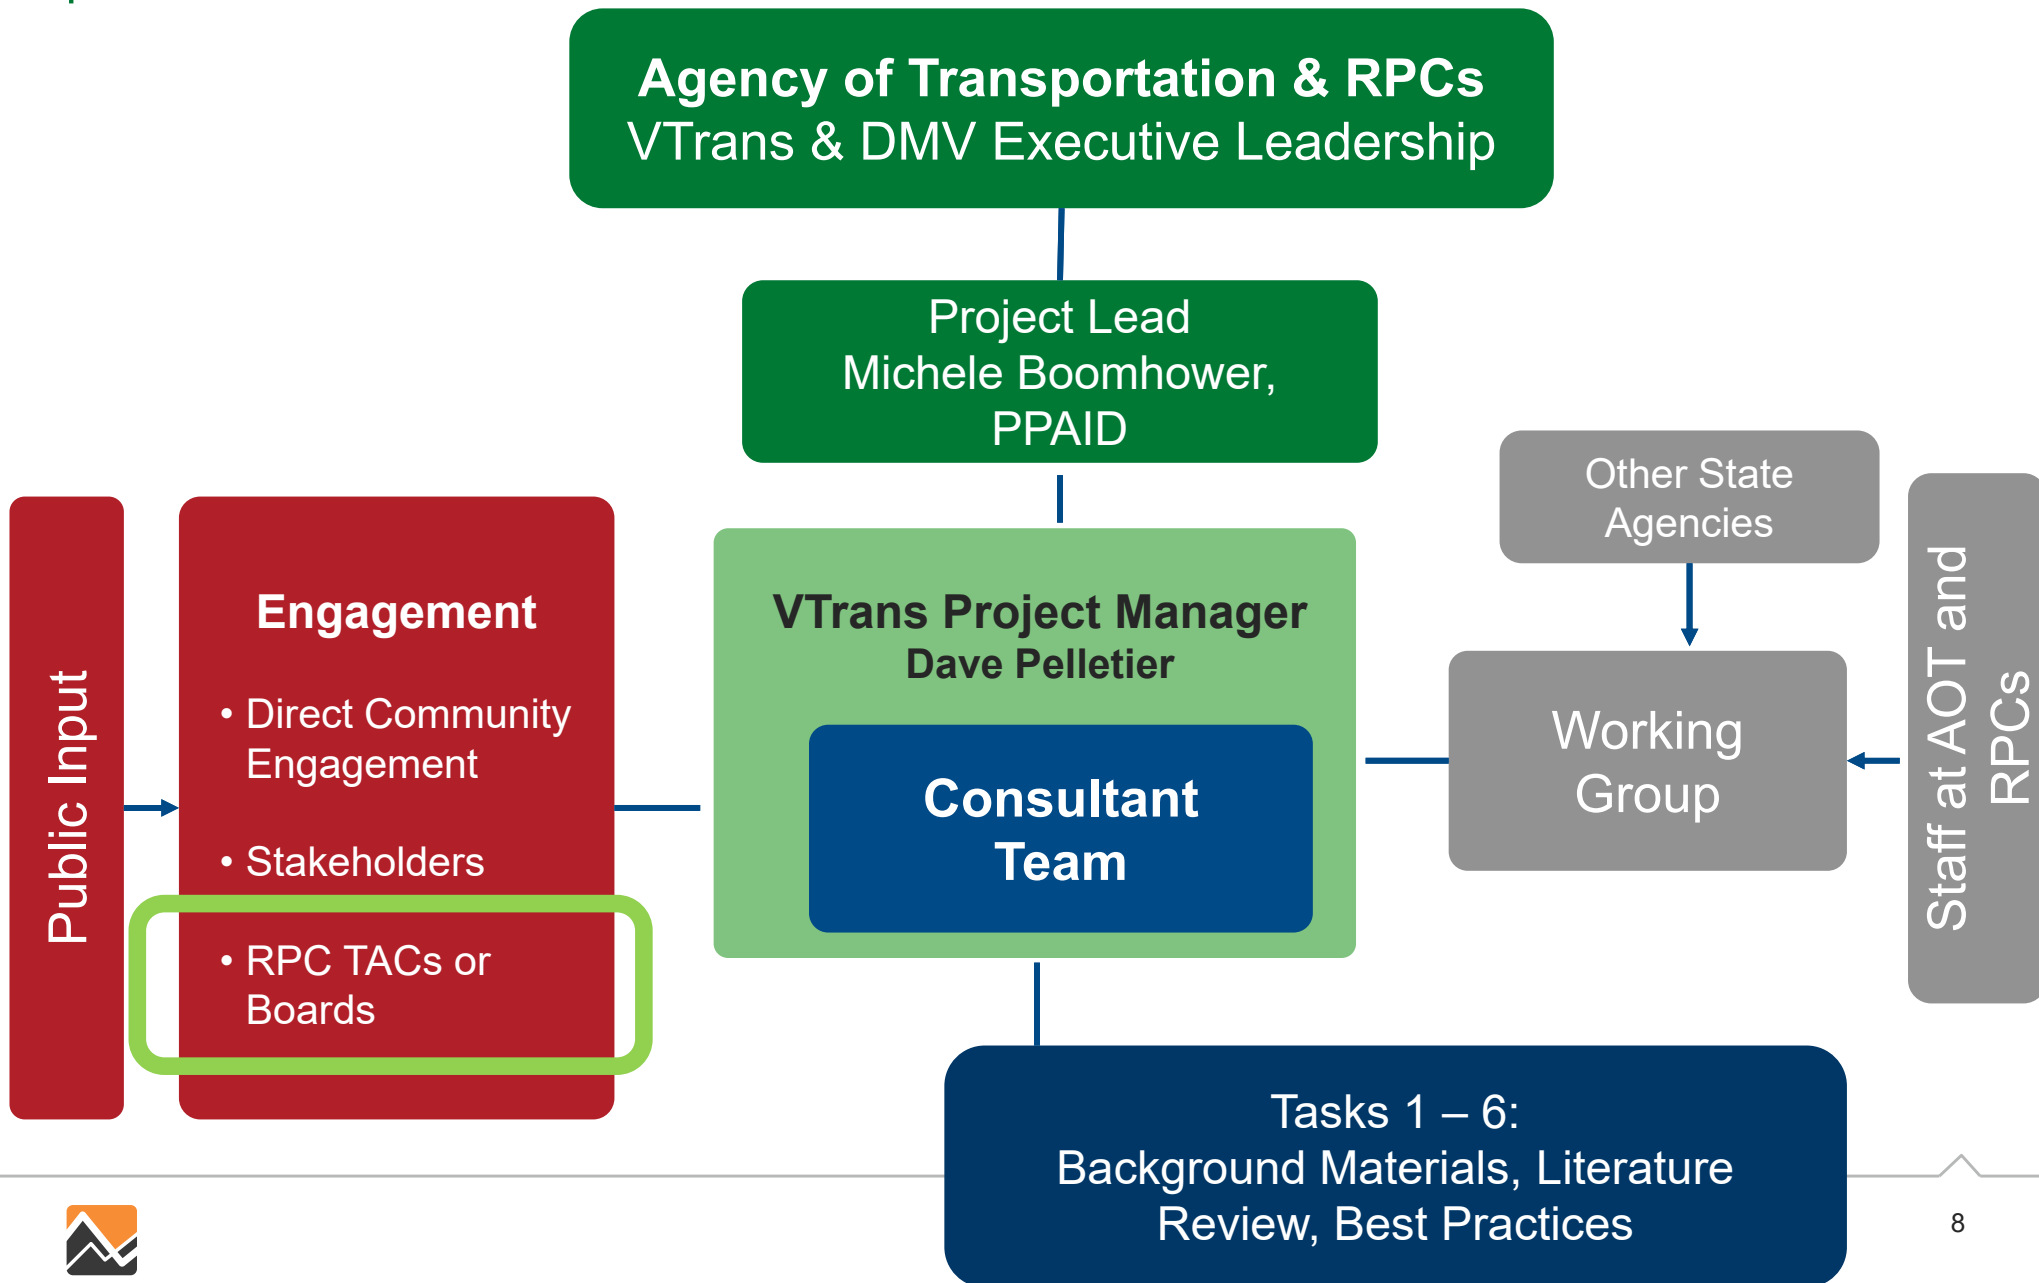 Agency of Transportation & RPCs
VTrans & DMV Executive Leadership
Project Lead
Michele Boomhower,
PPAID
Public Input
Engagement
• Direct Community
Engagement
• Stakeholders
• RPC TACs or
Boards
VTrans Project Manager
Dave Pelletier
Consultant
Team
Other State
Agencies
Working
Group
Staff at AOT and
RPCs
Tasks 1 – 6:
Background Materials, Literature
Review, Best Practices
8